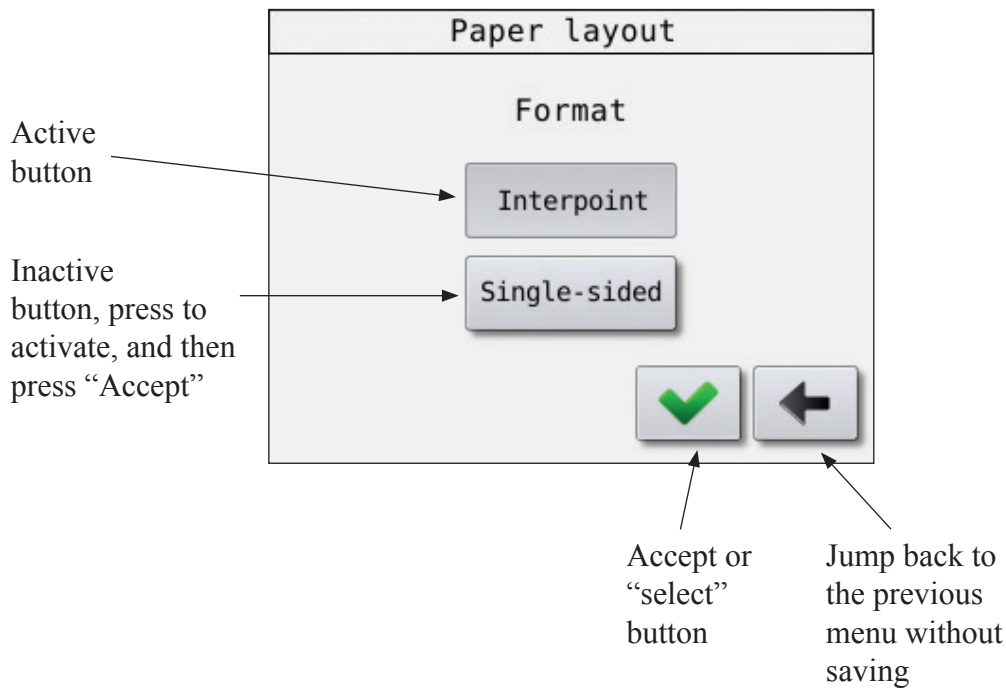 Paper layout
Format
Active
button
Interpoint
Inactive
button, press to
activate, and then
press “Accept”
Single-sided
Accept or
“select”
button
Jump back to
the previous
menu without
saving